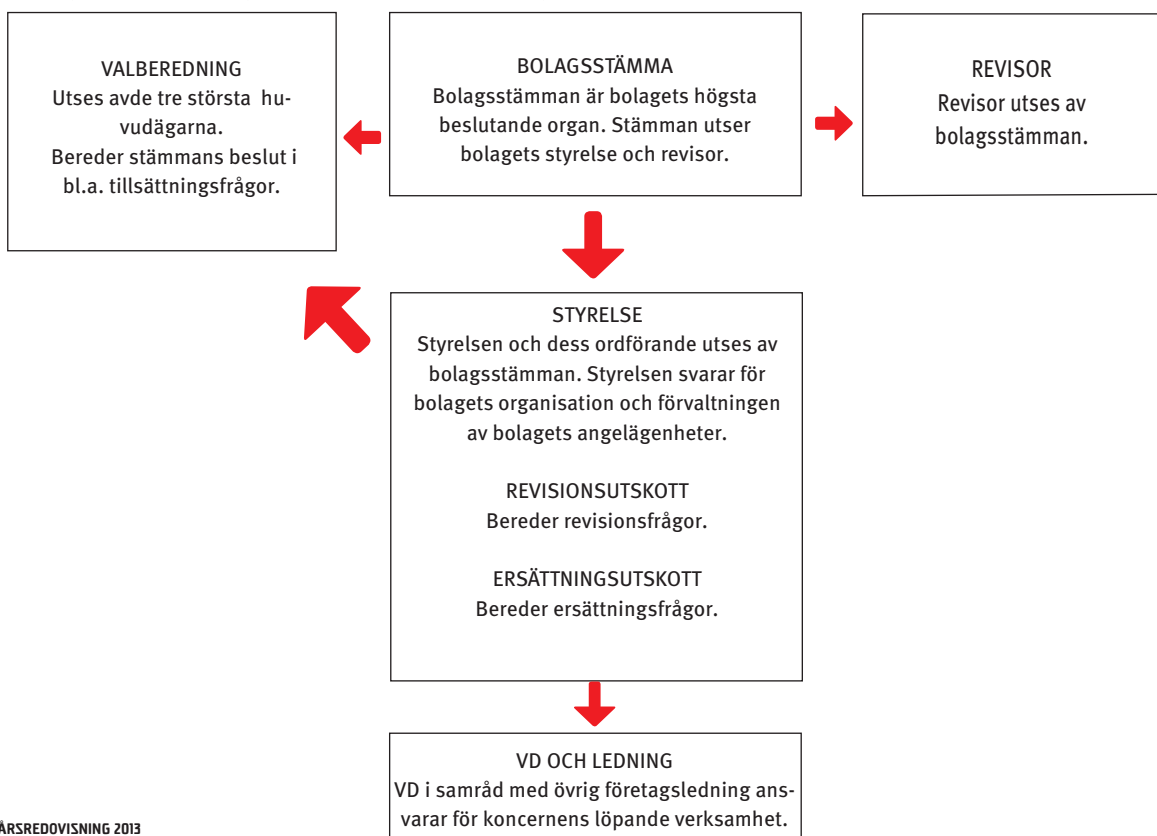 VALBEREDNING
Utses avde tre största hu-
vudägarna.
Bereder stämmans beslut i
bl.a. tillsättningsfrågor.
BOLAGSSTÄMMA
Bolagsstämman är bolagets högsta
beslutande organ. Stämman utser
bolagets styrelse och revisor.
REVISOR
Revisor utses av
bolagsstämman.
STYRELSE
Styrelsen och dess ordförande utses av
bolagsstämman. Styrelsen svarar för
bolagets organisation och förvaltningen
av bolagets angelägenheter.
REVISIONSUTSKOTT
Bereder revisionsfrågor.
ERSÄTTNINGSUTSKOTT
Bereder ersättningsfrågor.
VD OCH LEDNING
VD i samråd med övrig företagsledning ans-
varar för koncernens löpande verksamhet.
ÅRSREDOVISNING 2013